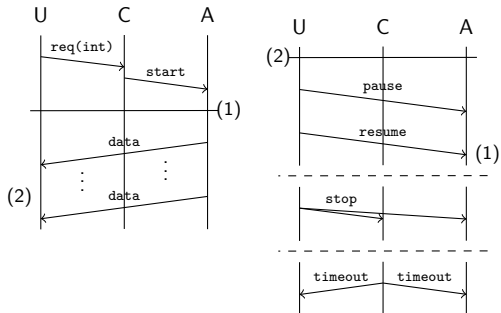 U C A
req(int)
start
(1)
data
⋮ ⋮
data
(2)
U C A
(2)
pause
resume
(1)
stop
timeout timeout